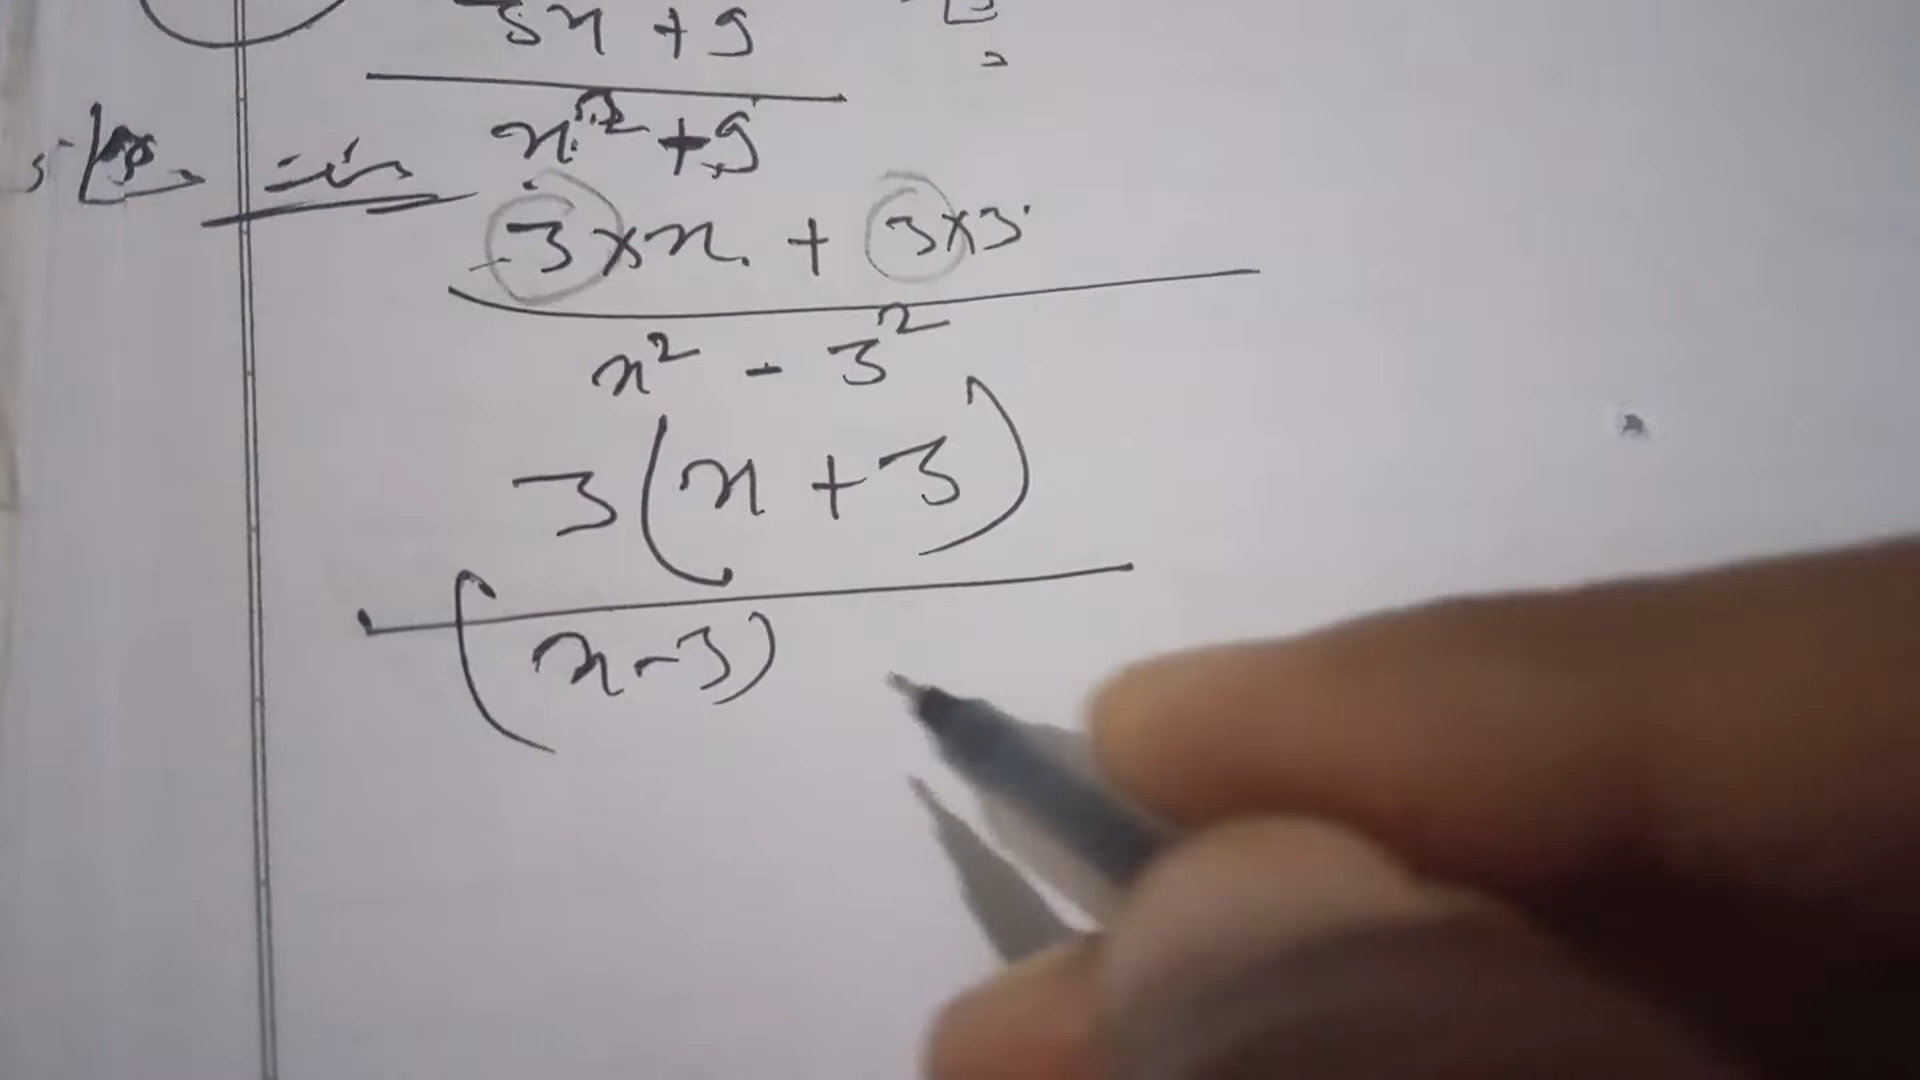 3x + 9
x² + 9
3×x + 3×3
x² - 3²
3(x + 3)
(x-3)